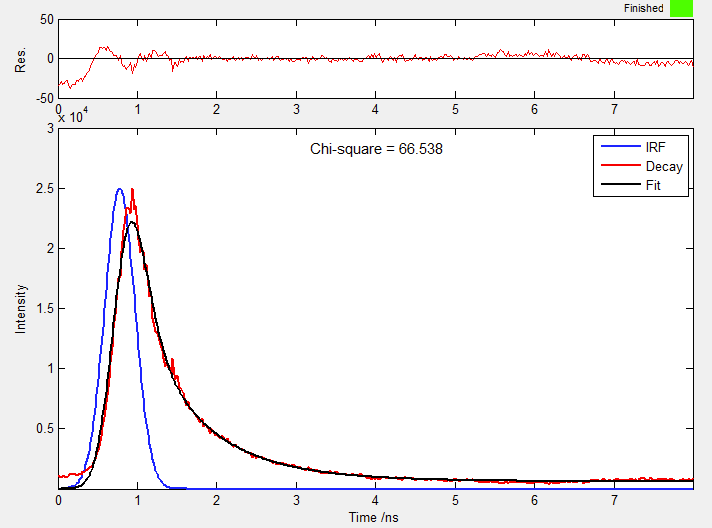 Finished
50
0
-50
Res.
0 1 2 3 4 5 6 7
x 10^4
3
2.5
2
1.5
1
0.5
Intensity
Chi-square = 66.538
IRF
Decay
Fit
0 1 2 3 4 5 6 7
Time /ns